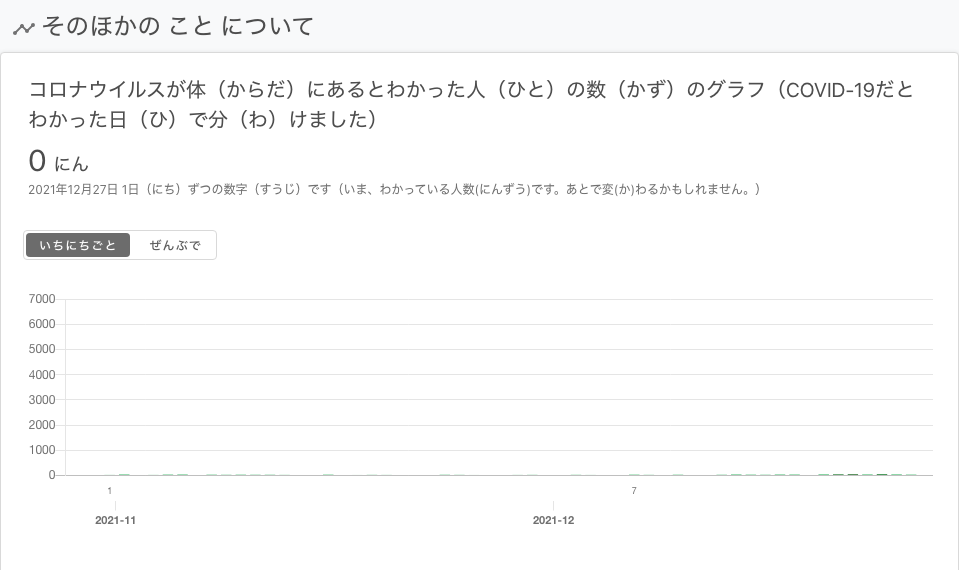 そのほかの こと について
コロナウイルスが体（からだ）にあるとわかった人（ひと）の数（かず）のグラフ（COVID-19だと
わかった日（ひ）で分（わ）けました）
0 にん
2021年12月27日 1日（にち）ずつの数字（すうじ）です（いま、わかっている人数(にんずう)です。あとで変(か)わるかもしれません。）
いちにちごと ぜんぶで
7000
6000
5000
4000
3000
2000
1000
0
1 7
2021-11 2021-12